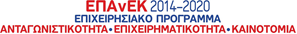 ΕΠΑνΕΚ 2014–2020
ΕΠΙΧΕΙΡΗΣΙΑΚΟ ΠΡΟΓΡΑΜΜΑ
ΑΝΤΑΓΩΝΙΣΤΙΚΟΤΗΤΑ• ΕΠΙΧΕΙΡΗΜΑΤΙΚΟΤΗΤΑ• ΚΑΙΝΟΤΟΜΙΑ